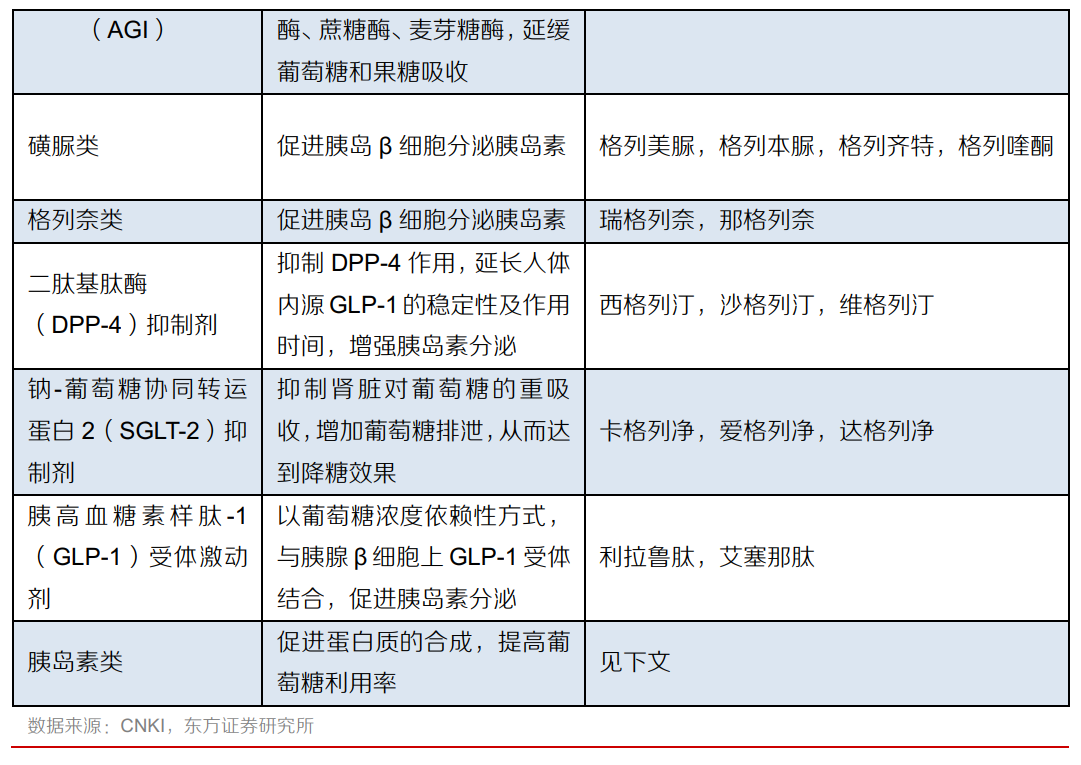 （AGI）
酶、蔗糖酶、麦芽糖酶，延缓
葡萄糖和果糖吸收
磺脲类
促进胰岛 β 细胞分泌胰岛素
格列美脲，格列本脲，格列齐特，格列喹酮
格列奈类
促进胰岛 β 细胞分泌胰岛素
瑞格列奈，那格列奈
二肽基肽酶
（DPP-4）抑制剂
抑制 DPP-4 作用，延长人体
内源 GLP-1 的稳定性及作用
时间，增强胰岛素分泌
西格列汀，沙格列汀，维格列汀
钠-葡萄糖协同转运
蛋白 2（SGLT-2）抑
制剂
抑制肾脏对葡萄糖的重吸
收，增加葡萄糖排泄，从而达
到降糖效果
卡格列净，爱格列净，达格列净
胰高血糖素样肽-1
（GLP-1）受体激动
剂
以葡萄糖浓度依赖性方式，
与胰腺 β 细胞上 GLP-1 受体
结合，促进胰岛素分泌
利拉鲁肽，艾塞那肽
胰岛素类
促进蛋白质的合成，提高葡
萄糖利用率
见下文
数据来源：CNKI，东方证券研究所